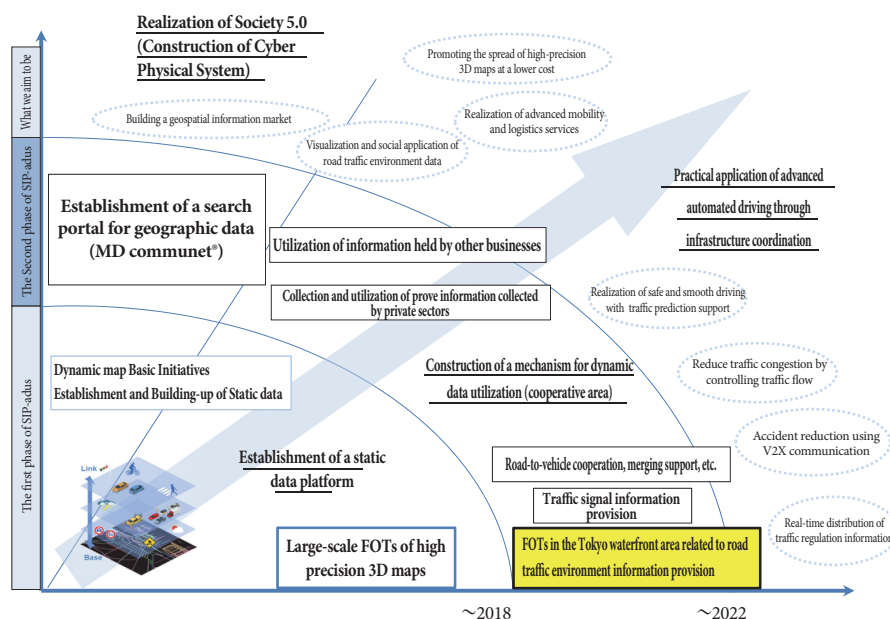 What we aim to be
The Second phase of SIP-adus
The first phase of SIP-adus
Realization of Society 5.0
(Construction of Cyber
Physical System)
Promoting the spread of high-precision
3D maps at a lower cost
Building a geospatial information market
Realization of advanced mobility
and logistics services
Visualization and social application of
road traffic environment data
Practical application of advanced
automated driving through
infrastructure coordination
Establishment of a search
portal for geographic data
(MD communet®)
Utilization of information held by other businesses
Collection and utilization of prove information collected
by private sectors
Realization of safe and smooth driving
with traffic prediction support
Dynamic map Basic Initiatives
Establishment and Building-up of Static data
Construction of a mechanism for dynamic
data utilization (cooperative area)
Reduce traffic congestion by
controlling traffic flow
Accident reduction using
V2X communication
Establishment of a static
data platform
Link
Base
Road-to-vehicle cooperation, merging support, etc.
Traffic signal information
provision
Real-time distribution of
traffic regulation information
Large-scale FOTs of high
precision 3D maps
FOTs in the Tokyo waterfront area related to road
traffic environment information provision
~2018
~2022